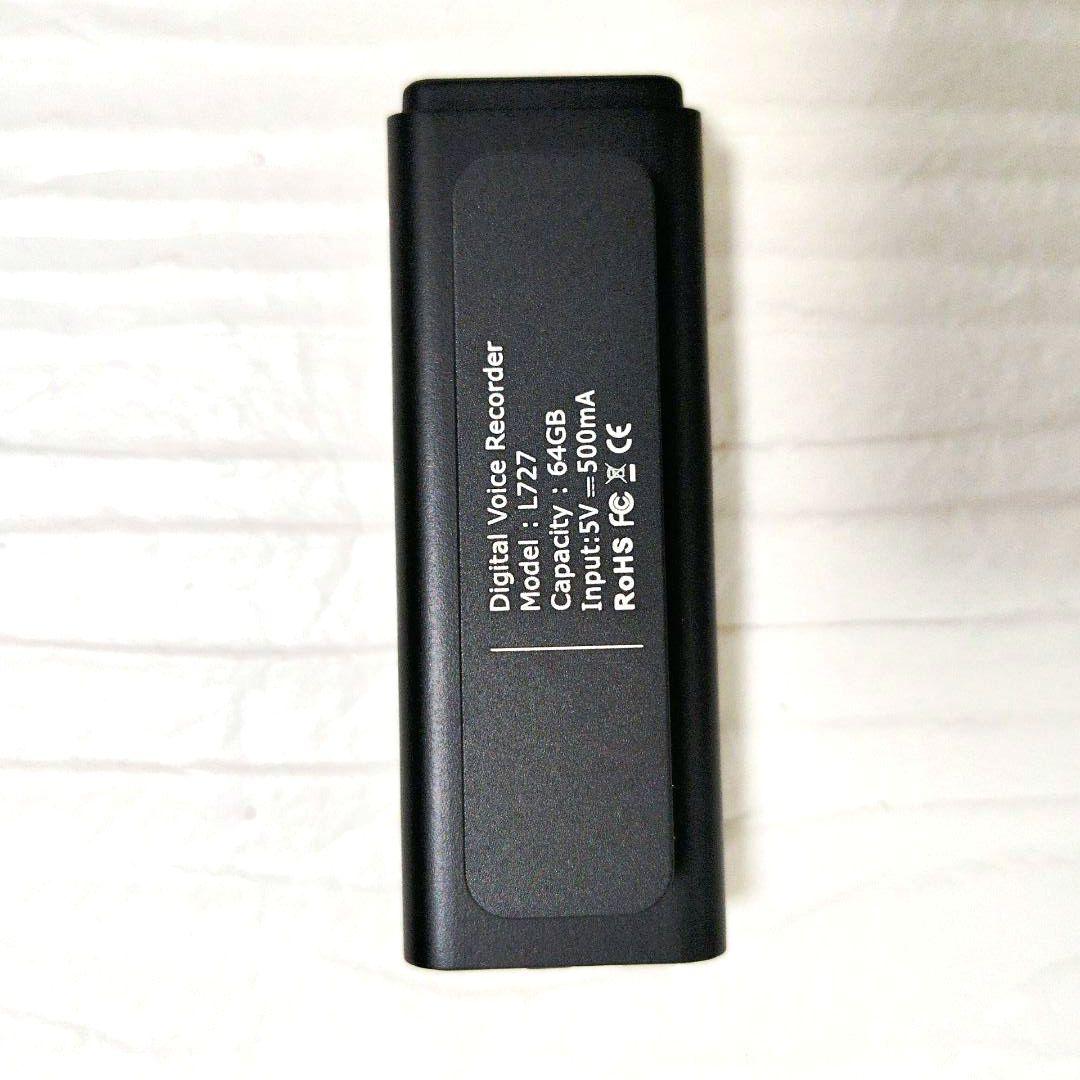 Digital Voice Recorder
Model : L727
Capacity : 64GB
Input:5V⎓500mA
RoHS FC CE